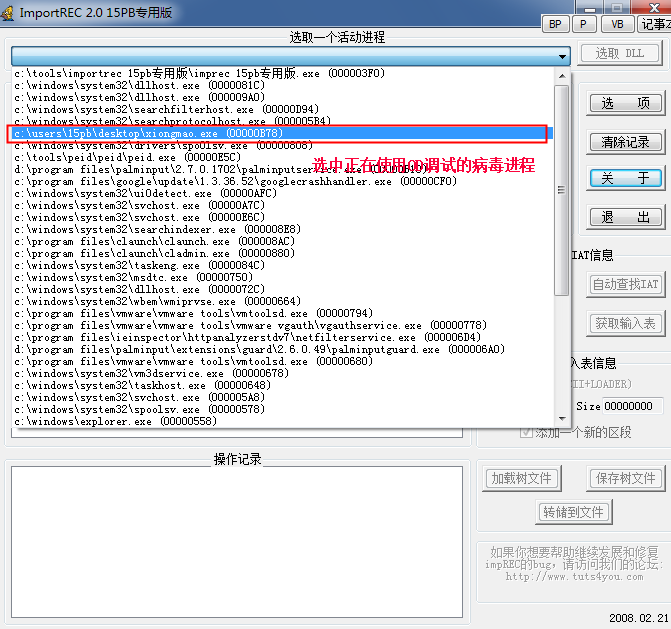 ImportREC 2.0 15PB专用版
BP P VB 记事本
选取一个活动进程
选取 DLL
c:\tools\importrec 15pb专用版\imprec 15pb专用版.exe (000003F0)
c:\windows\system32\dllhost.exe (0000081C)
c:\windows\system32\dllhost.exe (000009A0)
c:\windows\system32\searchfilterhost.exe (00000D94)
c:\windows\system32\searchprotocolhost.exe (000005B4)
c:\users\15pb\desktop\xiongmao.exe (00000B78)
c:\windows\system32\drivers\spoolsv.exe (00000808)
c:\tools\peid\peid.exe (00000E5C)
选中正在使用OD调试的病毒进程
d:\program files\palminput\2.7.0.1702\palminputservice.exe
c:\program files\google\update\1.3.36.52\googlecrashhandler.exe (00000CF0)
c:\windows\system32\ui0detect.exe (00000AFC)
c:\windows\system32\svchost.exe (00000A7C)
c:\windows\system32\svchost.exe (00000E6C)
c:\windows\system32\searchindexer.exe (000008E8)
c:\program files\claunch\claunch.exe (000008AC)
c:\program files\claunch\cladmin.exe (00000880)
c:\windows\system32\taskeng.exe (0000084C)
c:\windows\system32\msdtc.exe (00000750)
c:\windows\system32\dllhost.exe (0000072C)
c:\windows\system32\wbem\wmiprvse.exe (00000664)
c:\program files\vmware\vmware tools\vmtoolsd.exe (00000794)
c:\program files\vmware\vmware tools\vmware vgauth\vgauthservice.exe (00000778)
c:\program files\ieinspector\httpanalyzerstdv7\netfilterservice.exe (000006D4)
d:\program files\palminput\extensions\guard\2.6.0.49\palminputguard.exe (000006A0)
c:\program files\vmware\vmware tools\vmtoolsd.exe (00000680)
c:\windows\system32\vm3dservice.exe (00000678)
c:\windows\system32\taskhost.exe (00000648)
c:\windows\system32\svchost.exe (000005A8)
c:\windows\system32\spoolsv.exe (00000578)
c:\windows\explorer.exe (00000558)
选 项
清除记录
关 于
退 出
IAT信息
自动查找IAT
获取输入表
入表信息
II+LOADER)
Size 00000000
添加一个新的区段
操作记录
加载树文件 保存树文件
转储到文件
如果你想要帮助继续发展和修复
impREC的bug，请访问我们的论坛:
http://www.tuts4you.com
2008.02.21